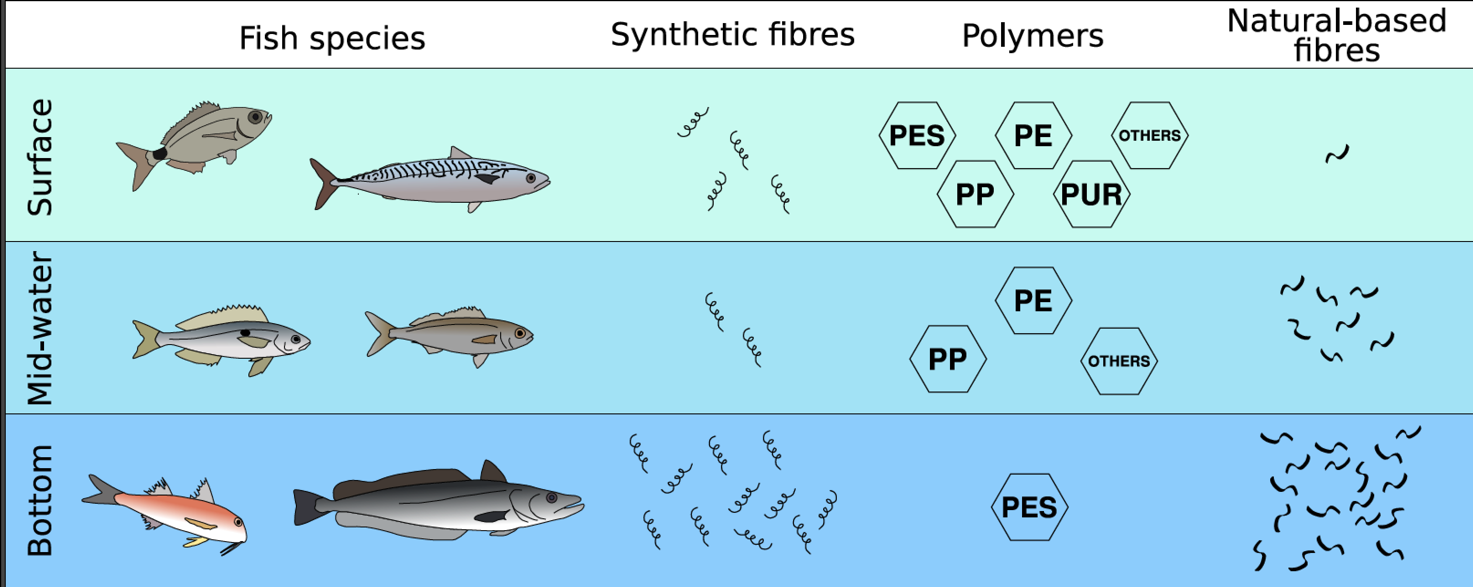 Fish species
Synthetic fibres
Polymers
Natural-based
fibres
Surface
PES
PE
OTHERS
PP
PUR
Mid-water
PE
PP
OTHERS
Bottom
PES